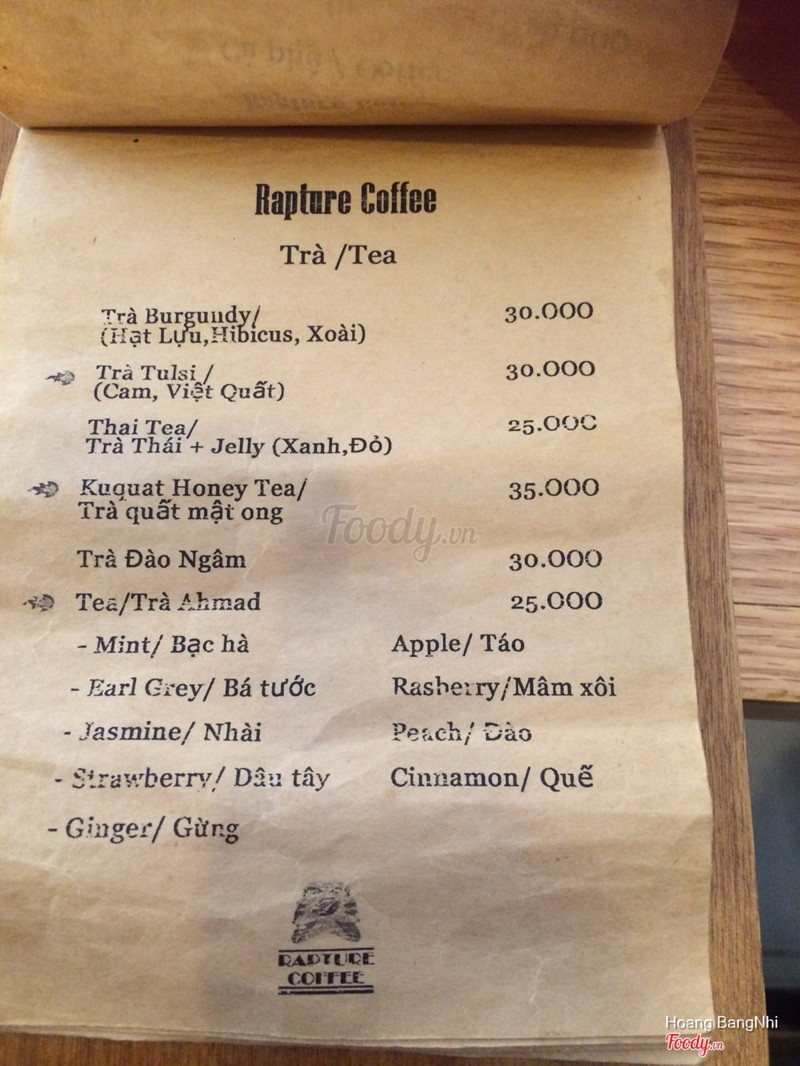 Rapture Coffee
Trà /Tea
Trà Burgundy/ 30.000
(Hạt Lựu,Hibicus, Xoài)
Trà Tulsi / 30.000
(Cam, Việt Quất)
Thai Tea/ 25.000
Trà Thái + Jelly (Xanh,Đỏ)
Kuquat Honey Tea/ 35.000
Trà quất mật ong
Foody.vn
Trà Đào Ngâm 30.000
Tea/Trà Ahmad 25.000
- Mint/ Bạc hà Apple/ Táo
- Earl Grey/ Bá tước Rasberry/Mâm xôi
- Jasmine/ Nhài Peach/ Đào
- Strawberry/ Dâu tây Cinnamon/ Quế
- Ginger/ Gừng
RAPTURE
COFFEE
Hoang BangNhi
Foody.vn